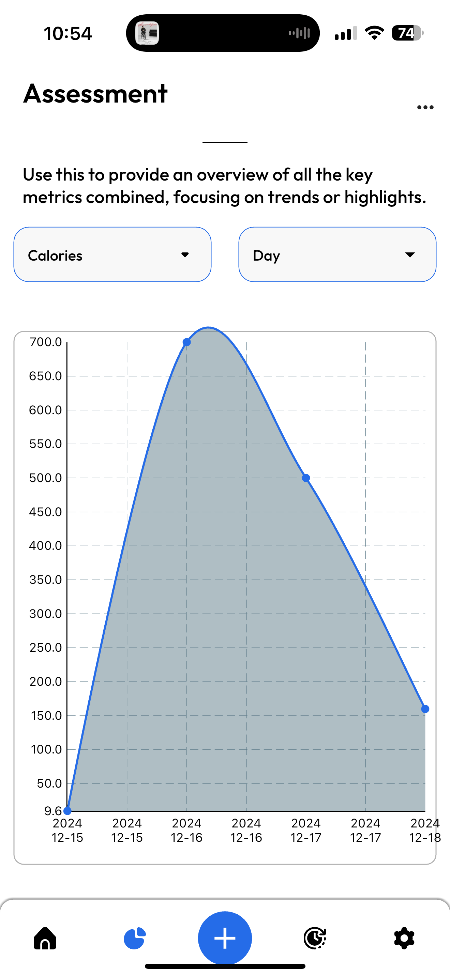 10:54
74
Assessment
Use this to provide an overview of all the key
metrics combined, focusing on trends or highlights.
Calories
Day
700.0
650.0
600.0
550.0
500.0
450.0
400.0
350.0
300.0
250.0
200.0
150.0
100.0
50.0
9.6
2024 2024 2024 2024 2024 2024 2024
12-15 12-15 12-16 12-16 12-17 12-17 12-18